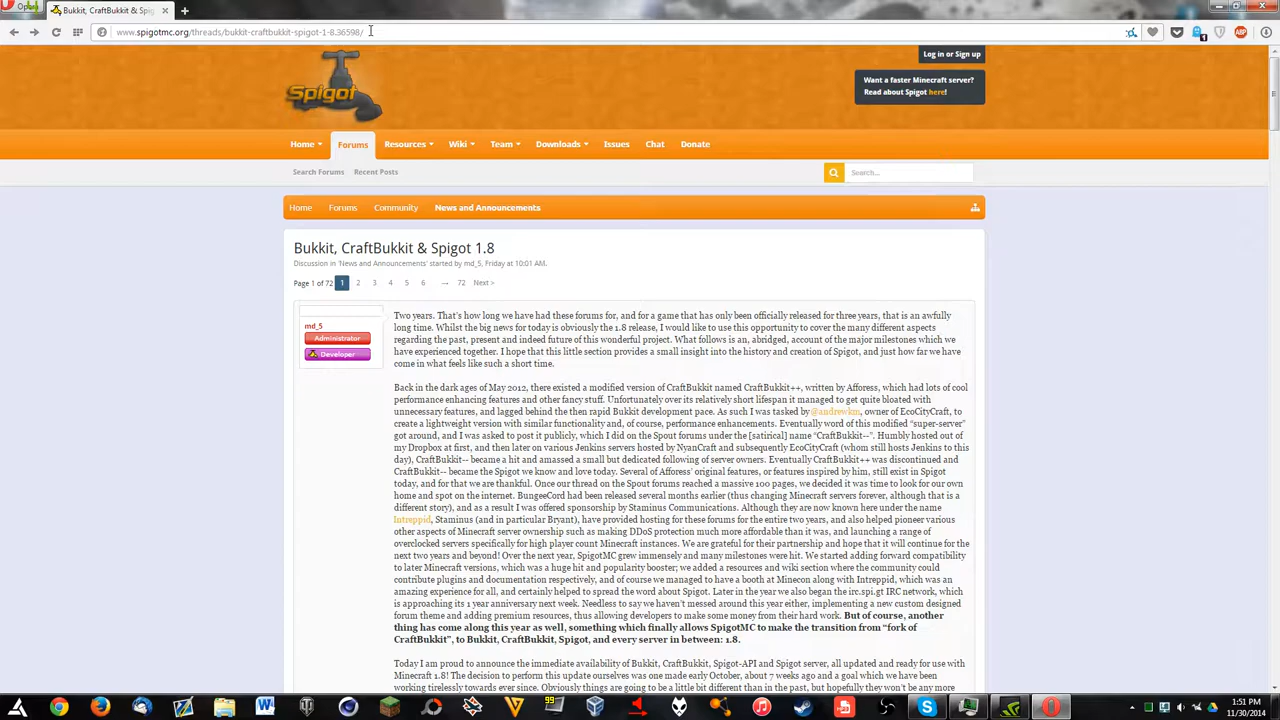 Opera
Bukkit, CraftBukkit & Spig
www.spigotmc.org/threads/bukkit-craftbukkit-spigot-1-8.36598/
Log in or Sign up
Spigot
Want a faster Minecraft server?
Read about Spigot here!
Home Forums Resources Wiki Team Downloads Issues Chat Donate
Search Forums Recent Posts Search...
Home Forums Community News and Announcements
Bukkit, CraftBukkit & Spigot 1.8
Discussion in 'News and Announcements' started by md_5, Friday at 10:01 AM.
Page 1 of 72 1 2 3 4 5 6 → 72 Next >
md_5
Administrator
Developer
Two years. That's how long we have had these forums for, and for a game that has only been officially released for three years, that is an awfully
long time. Whilst the big news for today is obviously the 1.8 release, I would like to use this opportunity to cover the many different aspects
regarding the past, present and indeed future of this wonderful project. What follows is an, abridged, account of the major milestones which we
have experienced together. I hope that this little section provides a small insight into the history and creation of Spigot, and just how far we have
come in what feels like such a short time.
Back in the dark ages of May 2012, there existed a modified version of CraftBukkit named CraftBukkit++, written by Afforess, which had lots of cool
performance enhancing features and other fancy stuff. Unfortunately over its relatively short lifespan it managed to get quite bloated with
unnecessary features, and lagged behind the then rapid Bukkit development pace. As such I was tasked by @andrewkm, owner of EcoCityCraft, to
create a lightweight version with similar functionality and, of course, performance enhancements. Eventually word of this modified "super-server"
got around, and I was asked to post it publicly, which I did on the Spout forums under the [satirical] name "CraftBukkit--". Humbly hosted out of
my Dropbox at first, and then later on various Jenkins servers hosted by NyanCraft and subsequently EcoCityCraft (whom still hosts Jenkins to this
day), CraftBukkit-- became a hit and amassed a small but dedicated following of server owners. Eventually CraftBukkit++ was discontinued and
CraftBukkit-- became the Spigot we know and love today. Several of Afforess' original features, or features inspired by him, still exist in Spigot
today, and for that we are thankful. Once our thread on the Spout forums reached a massive 100 pages, we decided it was time to look for our own
home and spot on the internet. BungeeCord had been released several months earlier (thus changing Minecraft servers forever, although that is a
different story), and as a result I was offered sponsorship by Staminus Communications. Although they are now known here under the name
Intreppid, Staminus (and in particular Bryant), have provided hosting for these forums for the entire two years, and also helped pioneer various
other aspects of Minecraft server ownership such as making DDoS protection much more affordable than it was, and launching a range of
overlocked servers specifically for high player count Minecraft instances. We are grateful for their partnership and hope that it will continue for the
next two years and beyond! Over the next year, SpigotMC grew immensely and many milestones were hit. We started adding forward compatibility
to later Minecraft versions, which was a huge hit and popularity booster; we added a resources and wiki section where the community could
contribute plugins and documentation respectively, and of course we managed to have a booth at Minecon along with Intreppid, which was an
amazing experience for all, and certainly helped to spread the word about Spigot. Later in the year we also began the irc.spi.gt IRC network, which
is approaching its 1 year anniversary next week. Needless to say we haven't messed around this year either, implementing a new custom designed
forum theme and adding premium resources, thus allowing developers to make some money from their hard work. But of course, another
thing has come along this year as well, something which finally allows SpigotMC to make the transition from "fork of
CraftBukkit", to Bukkit, CraftBukkit, Spigot, and every server in between: 1.8.
Today I am proud to announce the immediate availability of Bukkit, CraftBukkit, Spigot-API and Spigot server, all updated and ready for use with
Minecraft 1.8! The decision to perform this update ourselves was one made early October, about 7 weeks ago and a goal which we have been
working tirelessly towards ever since. Obviously things are going to be a little bit different than in the past, but hopefully they won't be any more
1:51 PM
11/30/2014